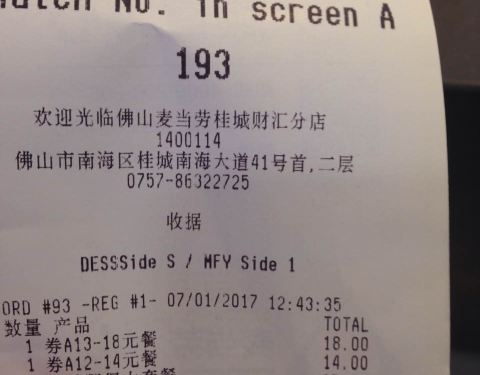 Match No. in screen A
193
欢迎光临佛山麦当劳桂城财汇分店
1400114
佛山市南海区桂城南海大道41号首,二层
0757-86322725
收据
DESSSide S / MFY Side 1
ORD #93 -REG #1- 07/01/2017 12:43:35
数量 产品 TOTAL
1 券A13-18元餐 18.00
1 券A12-14元餐 14.00